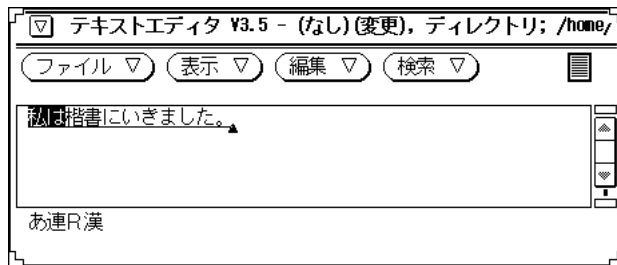 テキストエディタ V3.5 - (なし)(変更), ディレクトリ; /home/
ファイル ▽ 表示 ▽ 編集 ▽ 検索 ▽
私は楷書にいきました。
あ連R漢